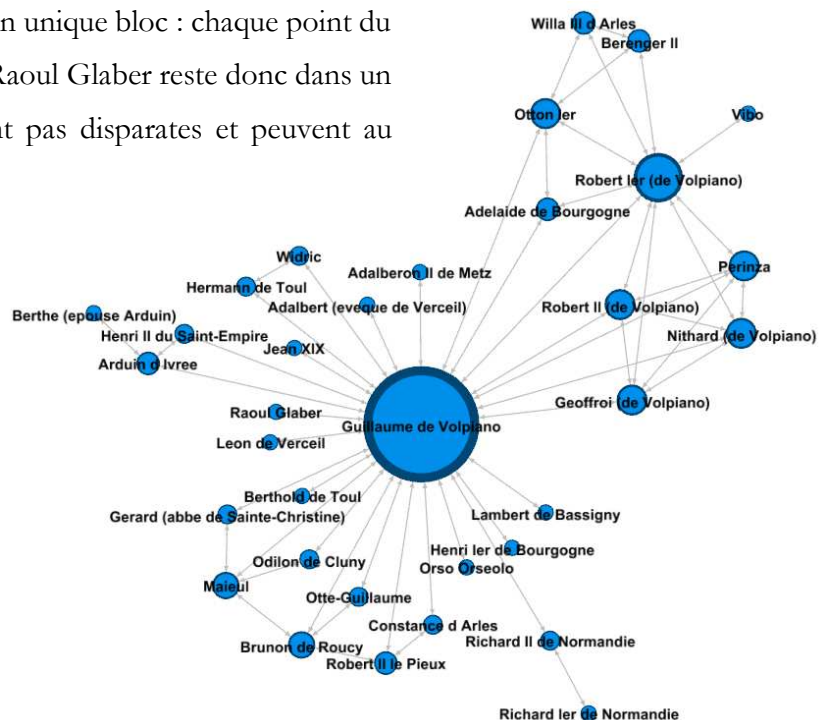 n unique bloc : chaque point du
Raoul Glaber reste donc dans un
nt pas disparates et peuvent au
Willa III d Arles
Berenger II
Otton Ier
Vibo
Robert Ier (de Volpiano)
Adelaide de Bourgogne
Widric
Adalberon II de Metz
Perinza
Hermann de Toul
Adalbert (eveque de Verceil)
Robert II (de Volpiano)
Berthe (epouse Arduin)
Henri II du Saint-Empire
Nithard (de Volpiano)
Jean XIX
Arduin d Ivree
Geoffroi (de Volpiano)
Raoul Glaber
Guillaume de Volpiano
Leon de Verceil
Berthold de Toul
Gerard (abbe de Sainte-Christine)
Lambert de Bassigny
Henri Ier de Bourgogne
Odilon de Cluny
Orso Orseolo
Maieul
Otte-Guillaume
Constance d Arles
Richard II de Normandie
Brunon de Roucy
Robert II le Pieux
Richard Ier de Normandie